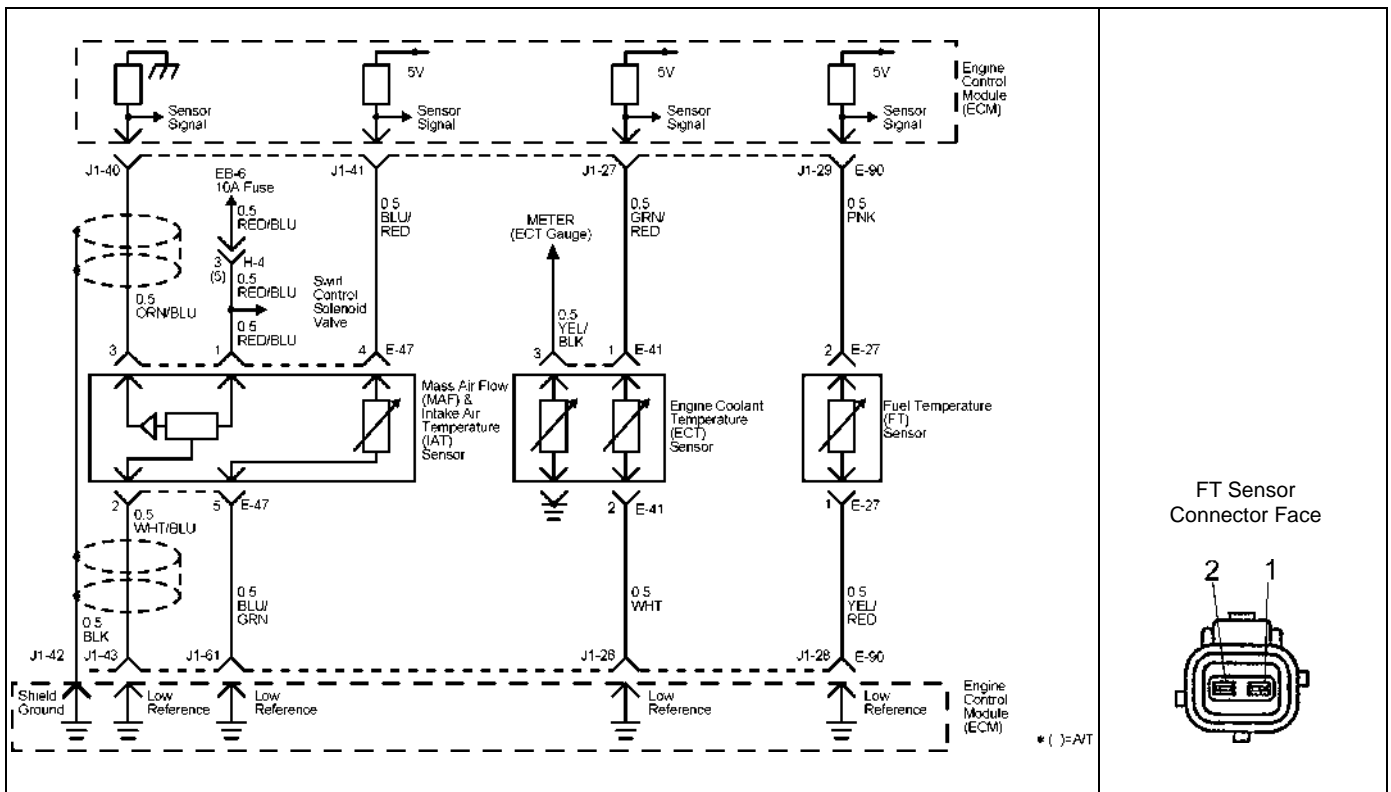 5V
5V
5V
Engine
Control
Module
(ECM)
Sensor
Signal
Sensor
Signal
Sensor
Signal
Sensor
Signal
J1-40
EB-6
10A Fuse
J1-41
J1-27
J1-29
E-90
0.5
RED/BLU
0.5
BLU/
RED
METER
(ECT Gauge)
0.5
GRN/
RED
0.5
PNK
3
H-4
(5)
0.5
RED/BLU
Swirl
Control
Solenoid
Valve
0.5
ORN/BLU
0.5
RED/BLU
0.5
YEL/
BLK
3
1
4
E-47
3
1
E-41
2
E-27
Mass Air Flow
(MAF) &
Intake Air
Temperature
(IAT)
Sensor
Engine Coolant
Temperature
(ECT)
Sensor
Fuel Temperature
(FT)
Sensor
2
5
E-47
2
E-41
1
E-27
0.5
WHT/BLU
0.5
BLU/
GRN
0.5
WHT
0.5
YEL/
RED
0.5
BLK
J1-42
J1-43
J1-61
E-90
Shield
Ground
Low
Reference
Low
Reference
Low
Reference
Low
Reference
Engine
Control
Module
(ECM)
* ( )=A/T
FT Sensor
Connector Face
2
1